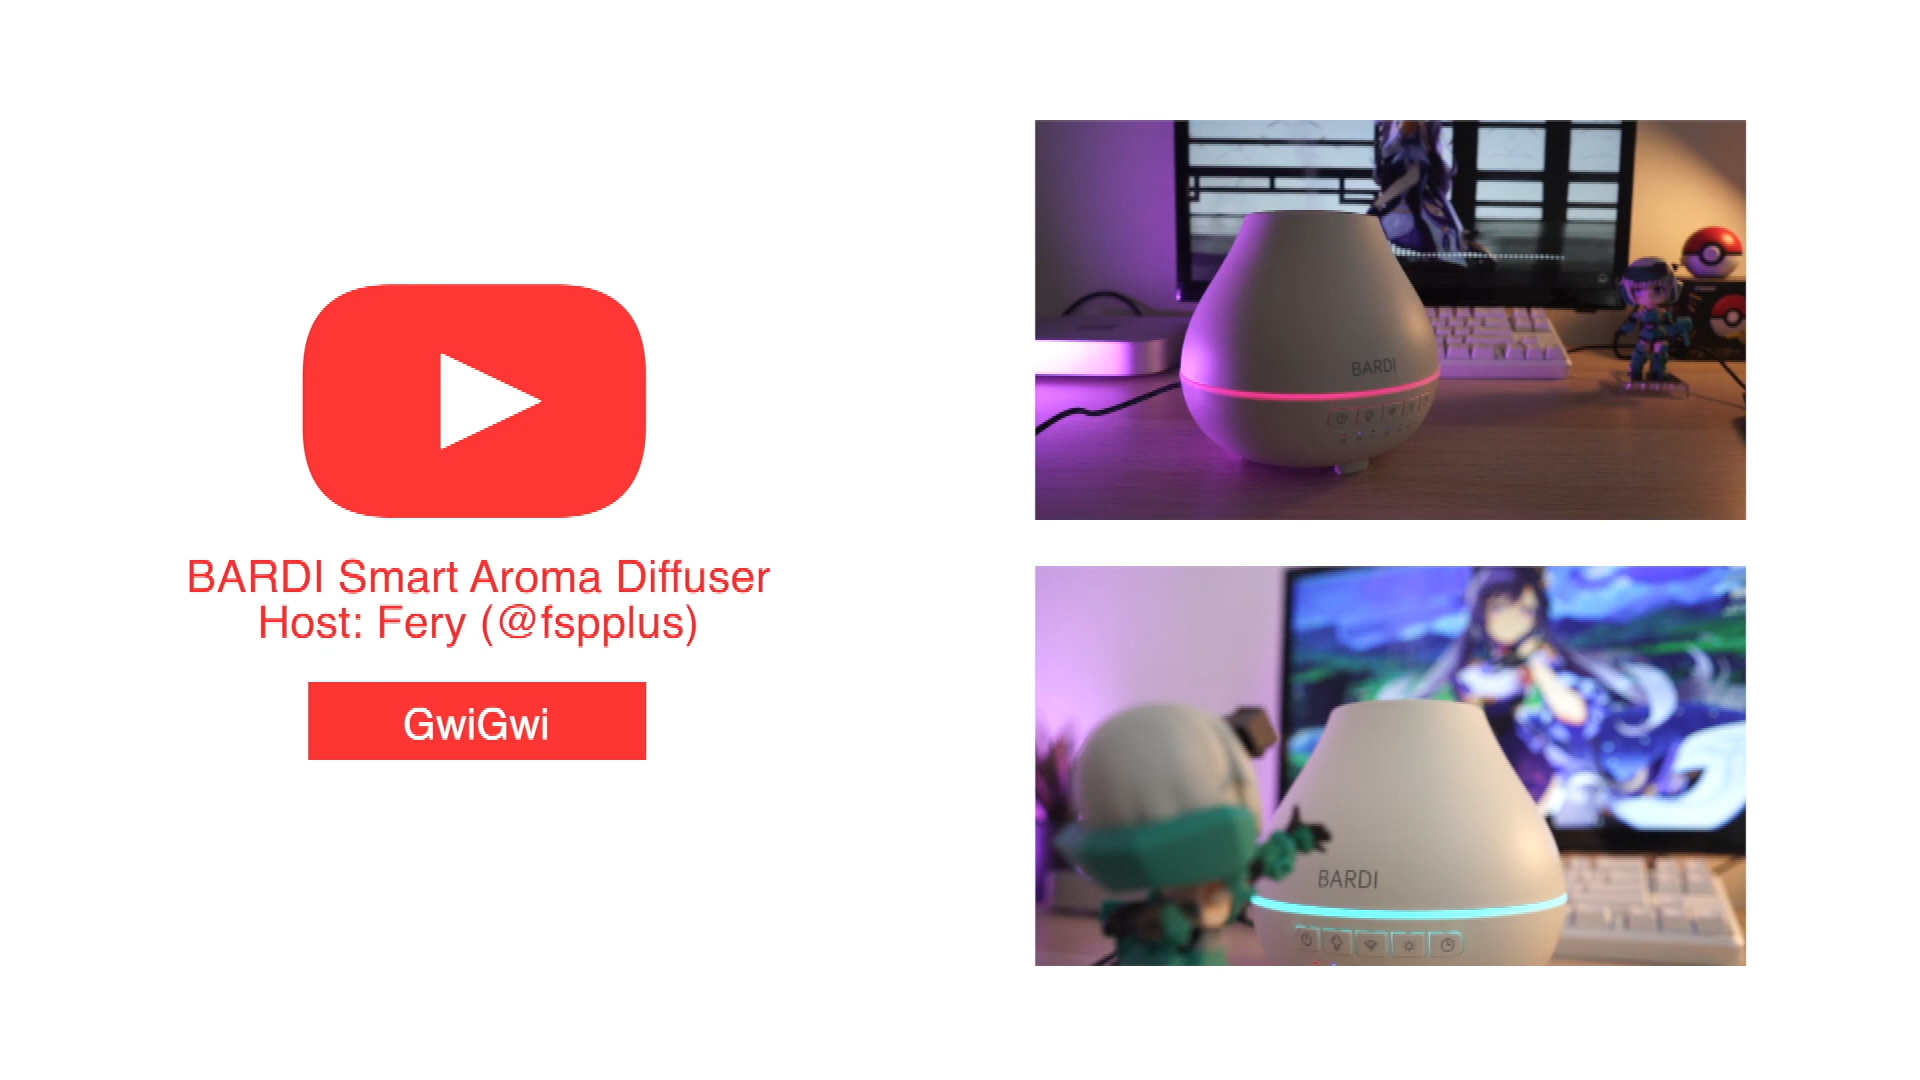 BARDI Smart Aroma Diffuser
Host: Fery (@fspplus)
GwiGwi
BARDI
BARDI